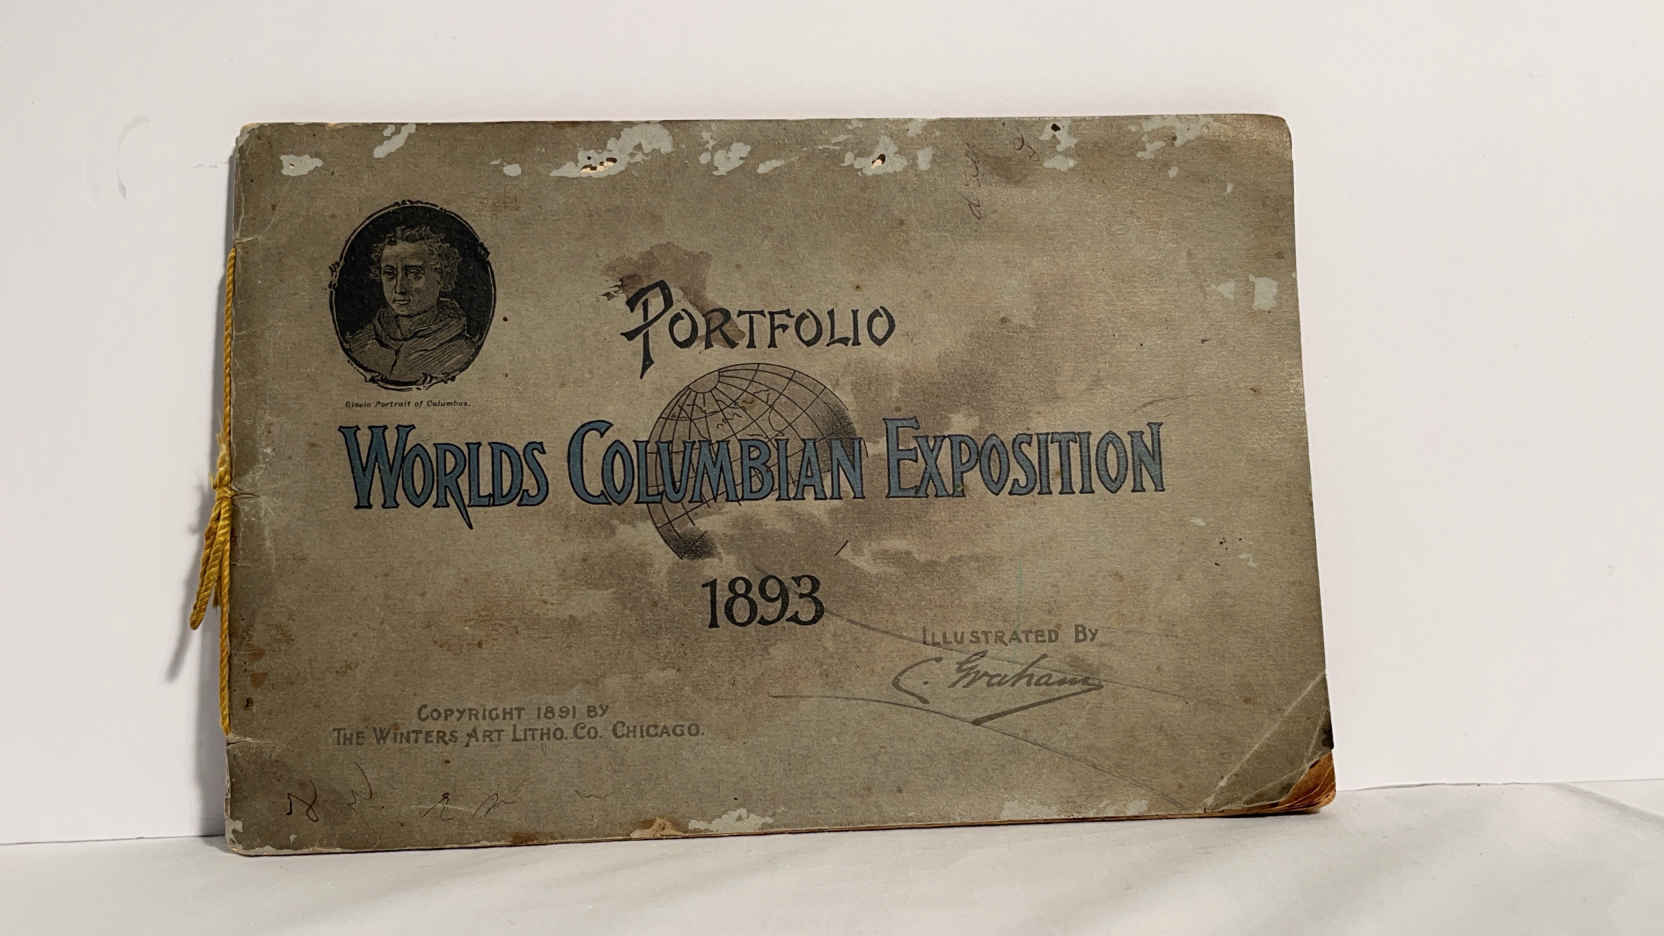 Giovio Portrait of Columbus.
PORTFOLIO
WORLDS COLUMBIAN EXPOSITION
1893
ILLUSTRATED BY
C. Graham
COPYRIGHT 1891 BY
THE WINTERS ART LITHO. CO. CHICAGO.